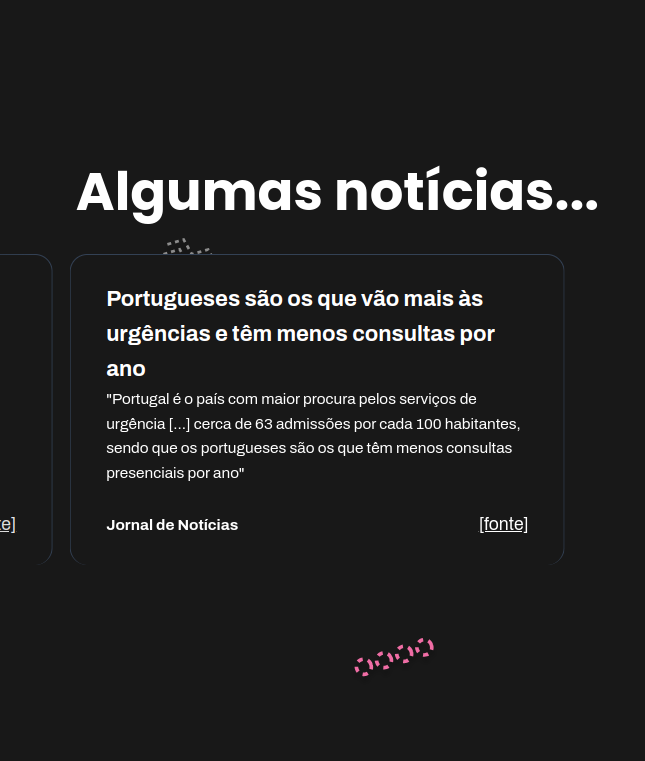 Algumas notícias...
Portugueses são os que vão mais às
urgências e têm menos consultas por
ano
"Portugal é o país com maior procura pelos serviços de
urgência [...] cerca de 63 admissões por cada 100 habitantes,
sendo que os portugueses são os que têm menos consultas
presenciais por ano"
te]
Jornal de Notícias [fonte]